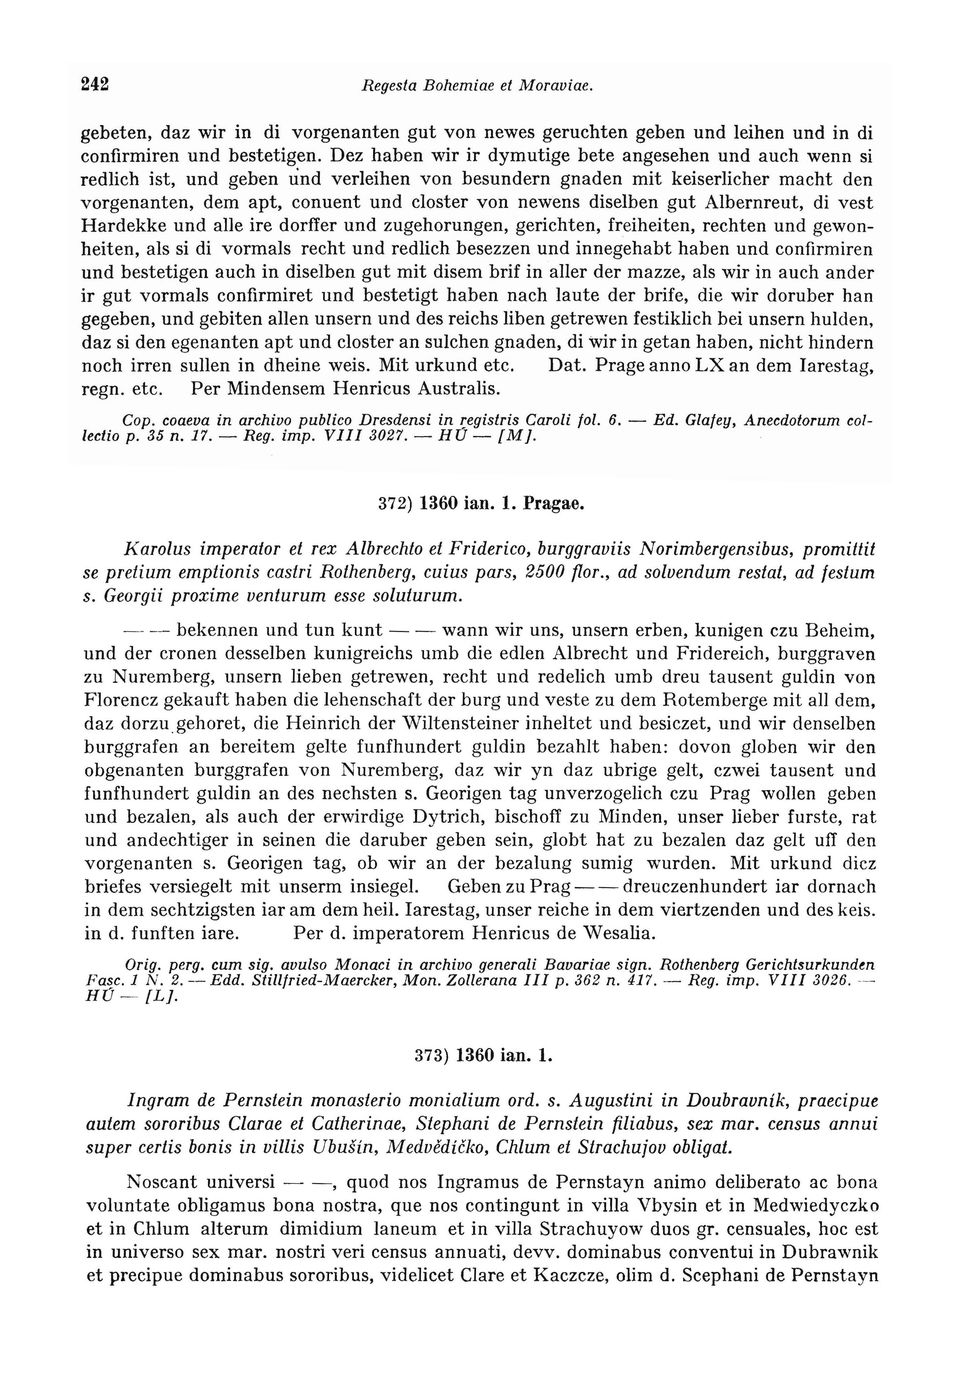 242 Regesta Bohemiae et Moraviae.
gebeten, daz wir in di vorgenanten gut von newes geruchten geben und leihen und in di
confirmiren und bestetigen. Dez haben wir ir dymutige bete angesehen und auch wenn si
redlich ist, und geben und verleihen von besundern gnaden mit keiserlicher macht den
vorgenanten, dem apt, conuent und closter von newens diselben gut Albernreut, di vest
Hardekke und alle ire dorffer und zugehorungen, gerichten, freiheiten, rechten und gewon-
heiten, als si di vormals recht und redlich besezzen und innegehabt haben und confirmiren
und bestetigen auch in diselben gut mit disem brif in aller der mazze, als wir in auch ander
ir gut vormals confirmiret und bestetigt haben nach laute der brife, die wir doruber han
gegeben, und gebiten allen unsern und des reichs liben getrewen festiklich bei unsern hulden,
daz si den egenanten apt und closter an sulchen gnaden, di wir in getan haben, nicht hindern
noch irren sullen in dheine weis. Mit urkund etc. Dat. Prage anno LX an dem Iarestag,
regn. etc. Per Mindensem Henricus Australis.
Cop. coaeva in archivo publico Dresdensi in registris Caroli fol. 6. — Ed. Glafey, Anecdotorum col-
lectio p. 35 n. 17. — Reg. imp. VIII 3027. — HÚ — [M].
372) 1360 ian. 1. Pragae.
Karolus imperator et rex Albrechto et Friderico, burggraviis Norimbergensibus, promittit
se pretium emptionis castri Rothenberg, cuius pars, 2500 flor., ad solvendum restat, ad festum
s. Georgii proxime venturum esse soluturum.
— — bekennen und tun kunt — — wann wir uns, unsern erben, kunigen czu Beheim,
und der cronen desselben kunigreichs umb die edlen Albrecht und Fridereich, burggraven
zu Nuremberg, unsern lieben getrewen, recht und redelich umb dreu tausent guldin von
Florencz gekauft haben die lehenschaft der burg und veste zu dem Rotemberge mit all dem,
daz dorzu gehoret, die Heinrich der Wiltensteiner inheltet und besiczet, und wir denselben
burggrafen an bereitem gelte funfhundert guldin bezahlt haben: dovon globen wir den
obgenanten burggrafen von Nuremberg, daz wir yn daz ubrige gelt, czwei tausent und
funfhundert guldin an des nechsten s. Georigen tag unverzogelich czu Prag wollen geben
und bezalen, als auch der erwirdige Dytrich, bischoff zu Minden, unser lieber furste, rat
und andechtiger in seinen die daruber geben sein, globt hat zu bezalen daz gelt uff den
vorgenanten s. Georigen tag, ob wir an der bezalung sumig wurden. Mit urkund dicz
briefes versiegelt mit unserm insiegel. Geben zu Prag — — dreuczenhundert iar dornach
in dem sechtzigsten iar am dem heil. Iarestag, unser reiche in dem viertzenden und des keis.
in d. funften iare. Per d. imperatorem Henricus de Wesalia.
Orig. perg. cum sig. avulso Monaci in archivo generali Bavariae sign. Rothenberg Gerichtsurkunden
Fasc. 1 N. 2. — Edd. Stillfried-Maercker, Mon. Zollerana III p. 362 n. 417. — Reg. imp. VIII 3026. —
HÚ — [L].
373) 1360 ian. 1.
Ingram de Pernstein monasterio monialium ord. s. Augustini in Doubravník, praecipue
autem sororibus Clarae et Catherinae, Stephani de Pernstein filiabus, sex mar. census annui
super certis bonis in villis Ubušín, Medvědíčko, Chlum et Strachujov obligat.
Noscant universi — —, quod nos Ingramus de Pernstayn animo deliberato ac bona
voluntate obligamus bona nostra, que nos contingunt in villa Vbysin et in Medwiedyczko
et in Chlum alterum dimidium laneum et in villa Strachuyow duos gr. censuales, hoc est
in universo sex mar. nostri veri census annuati, devv. dominabus conventui in Dubrawnik
et precipue dominabus sororibus, videlicet Clare et Kaczcze, olim d. Scephani de Pernstayn